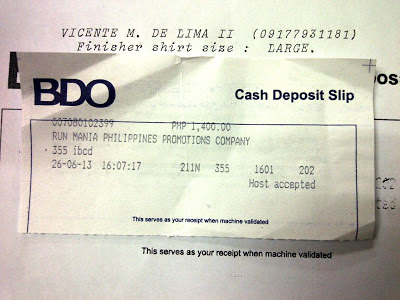 VICENTE M. DE LIMA II (09177931181)
Finisher shirt size : LARGE.
BDO
Cash Deposit Slip
007080102399 PHP 1,400.00
RUN MANIA PHILIPPINES PROMOTIONS COMPANY
355 ibcd
26-06-13 16:07:17 211N 355 1601 202
Host accepted
This serves as your receipt when machine validated
This serves as your receipt when machine validated